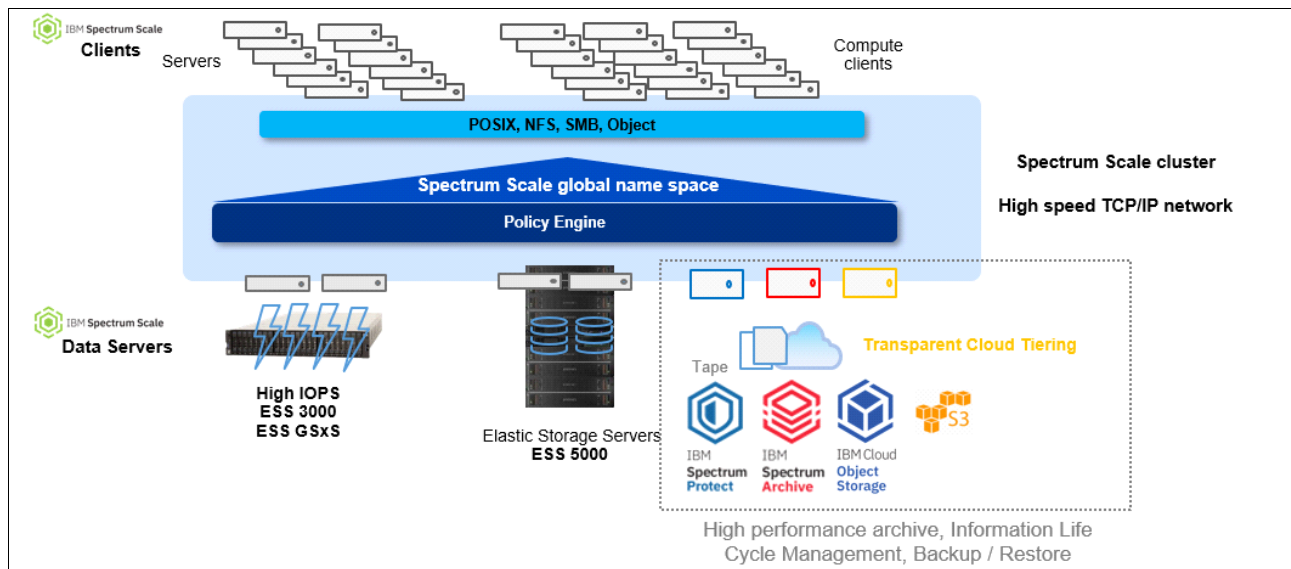 IBM Spectrum Scale
Clients
Servers
Compute
clients
POSIX, NFS, SMB, Object
Spectrum Scale global name space
Policy Engine
Spectrum Scale cluster
High speed TCP/IP network
IBM Spectrum Scale
Data Servers
High IOPS
ESS 3000
ESS GSxS
Elastic Storage Servers
ESS 5000
Transparent Cloud Tiering
Tape
IBM
Spectrum
Protect
IBM
Spectrum
Archive
IBM Cloud
Object
Storage
S3
High performance archive, Information Life
Cycle Management, Backup / Restore